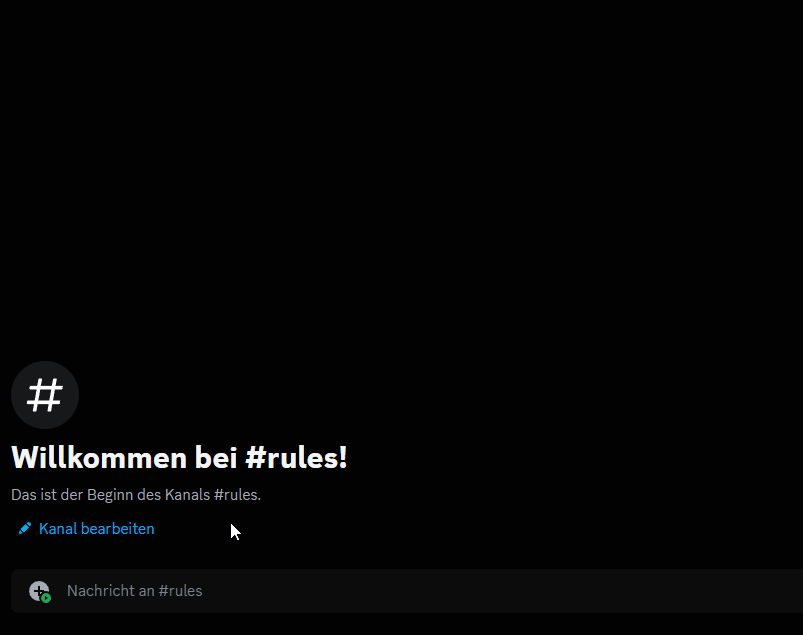 #
Willkommen bei #rules!
Das ist der Beginn des Kanals #rules.
Kanal bearbeiten
Nachricht an #rules